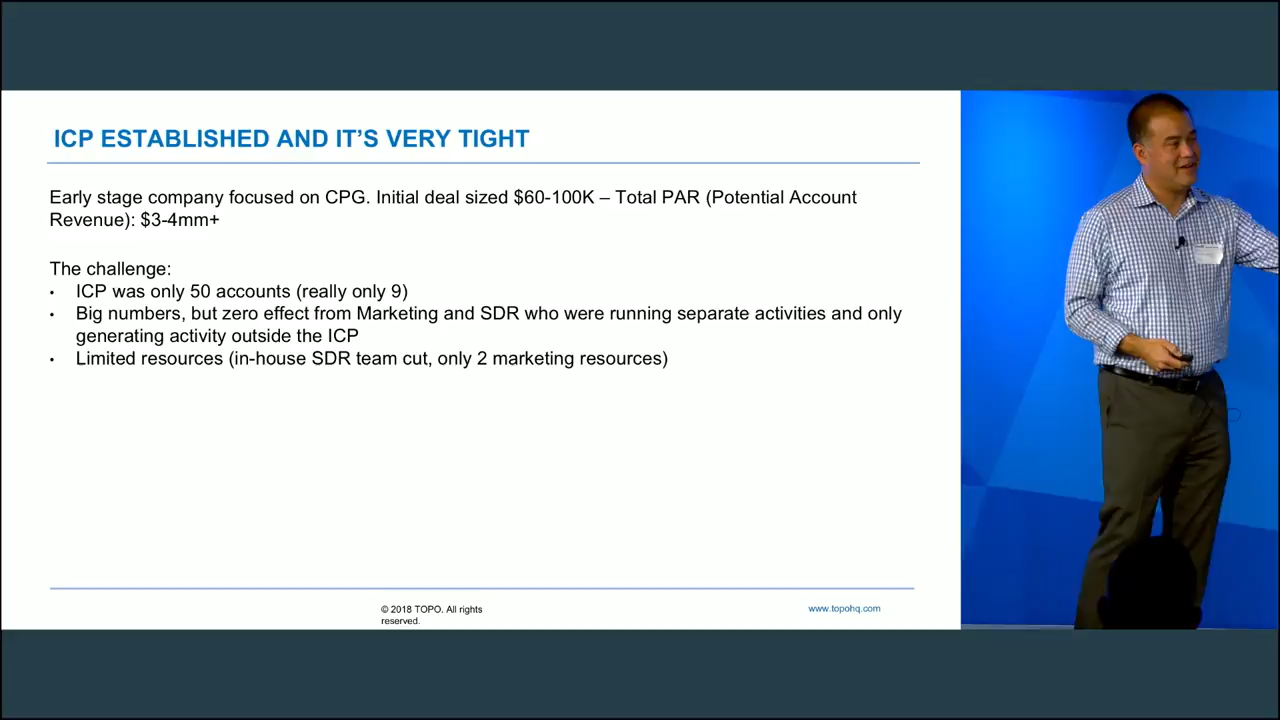 ICP ESTABLISHED AND IT'S VERY TIGHT
Early stage company focused on CPG. Initial deal sized $60-100K – Total PAR (Potential Account
Revenue): $3-4mm+
The challenge:
• ICP was only 50 accounts (really only 9)
• Big numbers, but zero effect from Marketing and SDR who were running separate activities and only
generating activity outside the ICP
• Limited resources (in-house SDR team cut, only 2 marketing resources)
© 2018 TOPO. All rights
reserved.
www.topohq.com